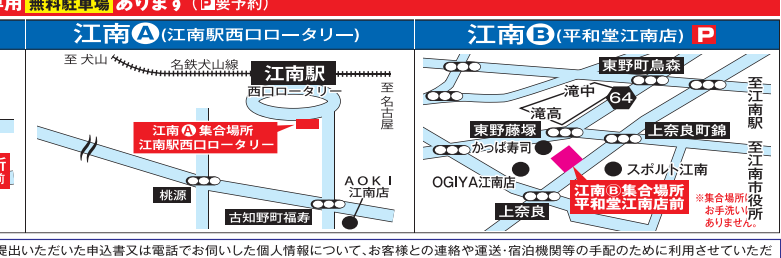 専用 無料駐車場 あります (P要予約)
江南A(江南駅西口ロータリー)
至犬山
名鉄犬山線
江南駅
西口ロータリー
至名古屋
江南A集合場所
江南駅西口ロータリー
桃源
古知野町福寿
AOKI
江南店
江南B(平和堂江南店) P
東野町鳥森
滝中
64
滝高
至江南駅
東野藤塚
上奈良町錦
かっぱ寿司
スポルト江南
OGIYA江南店
江南B集合場所
平和堂江南店前
上奈良
至江南市役所
※集合場所に
お手洗いは
ありません。
提出いただいた申込書又は電話でお伺いした個人情報について、お客様との連絡や運送・宿泊機関等の手配のために利用させていただ